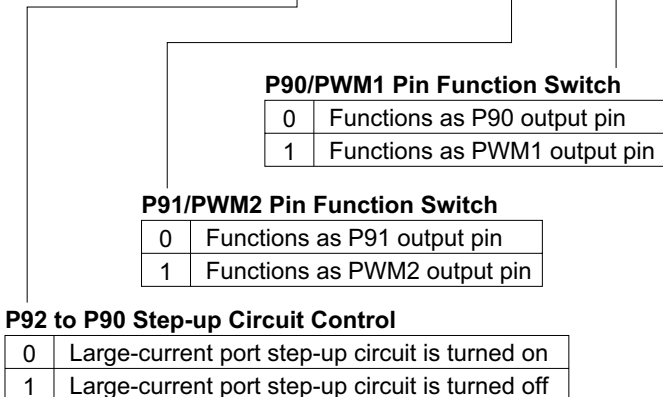 P90/PWM1 Pin Function Switch
0 Functions as P90 output pin
1 Functions as PWM1 output pin
P91/PWM2 Pin Function Switch
0 Functions as P91 output pin
1 Functions as PWM2 output pin
P92 to P90 Step-up Circuit Control
0 Large-current port step-up circuit is turned on
1 Large-current port step-up circuit is turned off